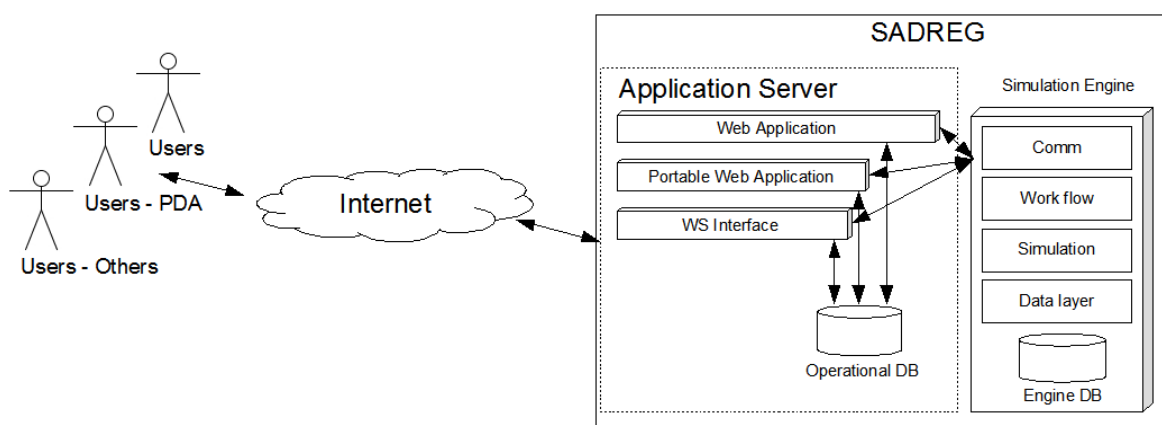 SADREG
Application Server
Simulation Engine
Web Application
Comm
Users
Portable Web Application
Users - PDA
Internet
Work flow
WS Interface
Users - Others
Simulation
Data layer
Operational DB
Engine DB